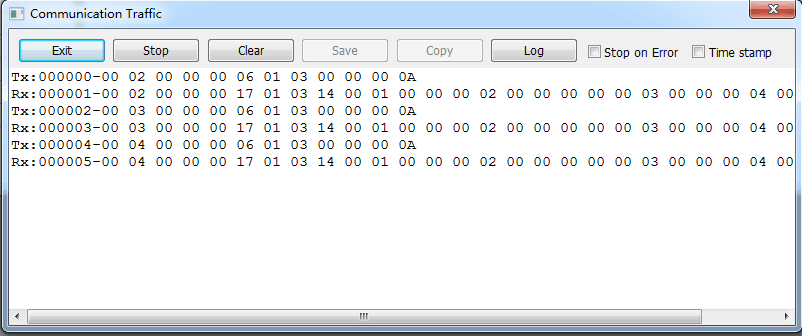 Communication Traffic
Exit Stop Clear Save Copy Log Stop on Error Time stamp
Tx:000000-00 02 00 00 00 06 01 03 00 00 00 0A
Rx:000001-00 02 00 00 00 17 01 03 14 00 01 00 00 00 02 00 00 00 00 00 03 00 00 00 04 00
Tx:000002-00 03 00 00 00 06 01 03 00 00 00 0A
Rx:000003-00 03 00 00 00 17 01 03 14 00 01 00 00 00 02 00 00 00 00 00 03 00 00 00 04 00
Tx:000004-00 04 00 00 00 06 01 03 00 00 00 0A
Rx:000005-00 04 00 00 00 17 01 03 14 00 01 00 00 00 02 00 00 00 00 00 03 00 00 00 04 00